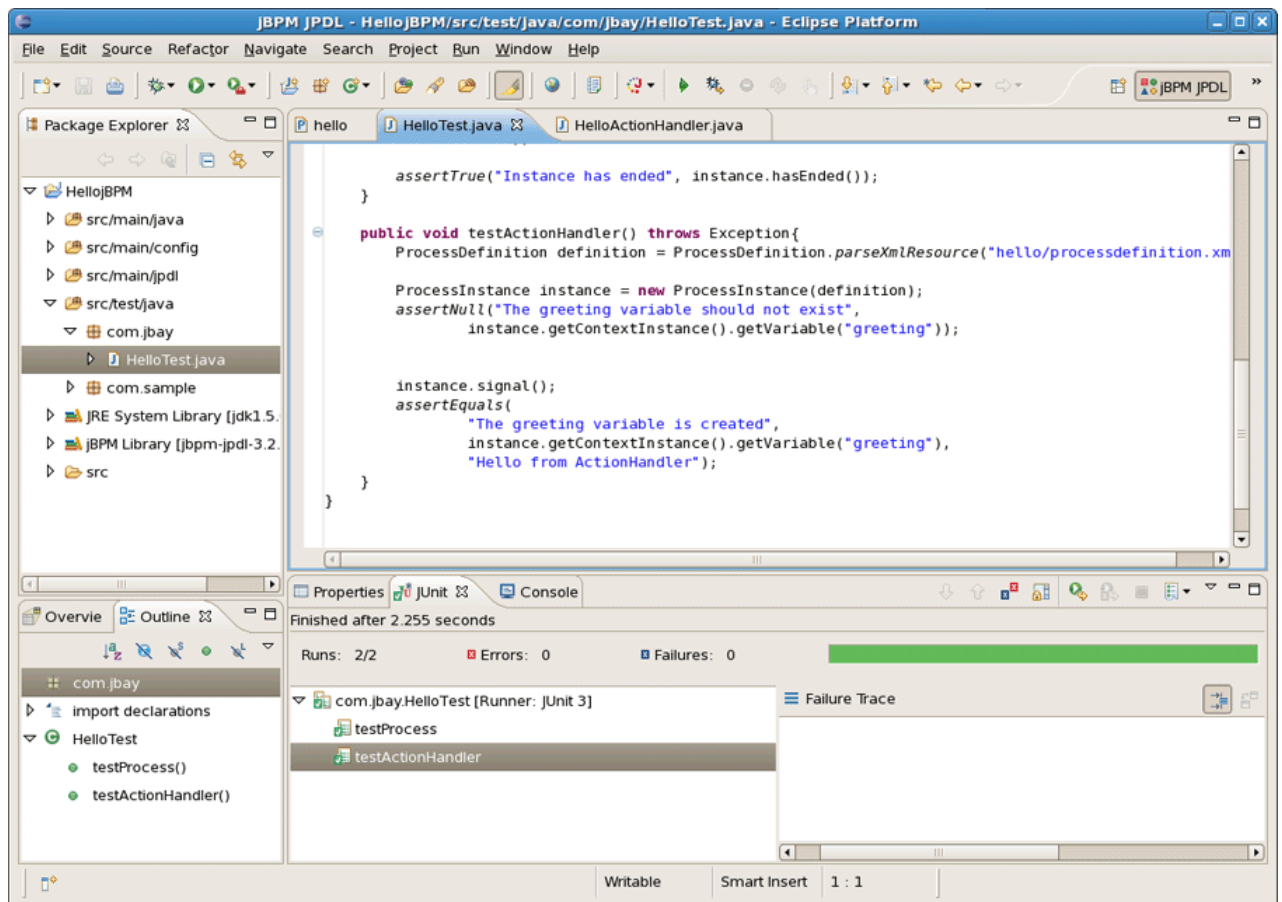 jBPM JPDL - HellojBPM/src/test/java/com/jbay/HelloTest.java - Eclipse Platform
File Edit Source Refactor Navigate Search Project Run Window Help
jBPM JPDL
Package Explorer
HellojBPM
src/main/java
src/main/config
src/main/jpdl
src/test/java
com.jbay
HelloTest.java
com.sample
JRE System Library [jdk1.5.
jBPM Library [jbpm-jpdl-3.2.
src
hello HelloTest.java HelloActionHandler.java
assertTrue("Instance has ended", instance.hasEnded());
}
public void testActionHandler() throws Exception{
ProcessDefinition definition = ProcessDefinition.parseXmlResource("hello/processdefinition.xm
ProcessInstance instance = new ProcessInstance(definition);
assertNull("The greeting variable should not exist",
instance.getContextInstance().getVariable("greeting"));
instance.signal();
assertEquals(
"The greeting variable is created",
instance.getContextInstance().getVariable("greeting"),
"Hello from ActionHandler");
}
}
Overvie Outline
com.jbay
import declarations
HelloTest
testProcess()
testActionHandler()
Properties JUnit Console
Finished after 2.255 seconds
Runs: 2/2 Errors: 0 Failures: 0
com.jbay.HelloTest [Runner: JUnit 3]
testProcess
testActionHandler
Failure Trace
Writable Smart Insert 1 : 1